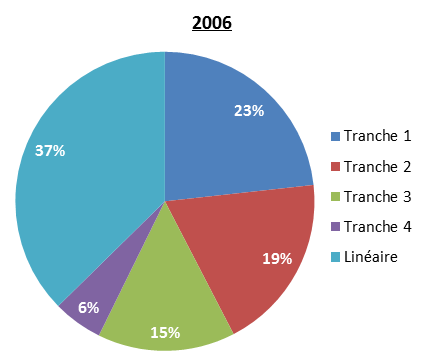 2006
23%
37%
19%
6%
15%
Tranche 1
Tranche 2
Tranche 3
Tranche 4
Linéaire